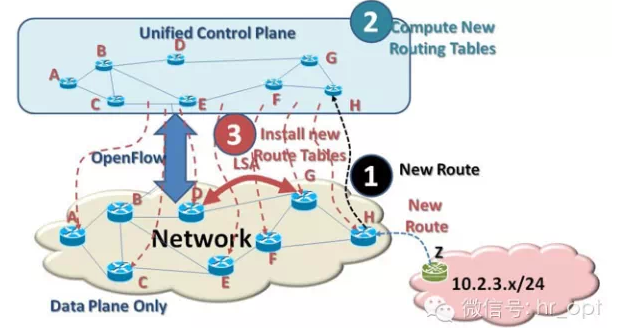 Unified Control Plane
2
Compute New
Routing Tables
A
B
D
G
C
E
F
H
OpenFlow
3
Install new
Route Tables
LSA
1
New Route
A
B
D
G
H
C
E
F
Network
New
Route
Z
10.2.3.x/24
Data Plane Only
微信号: hr_opt